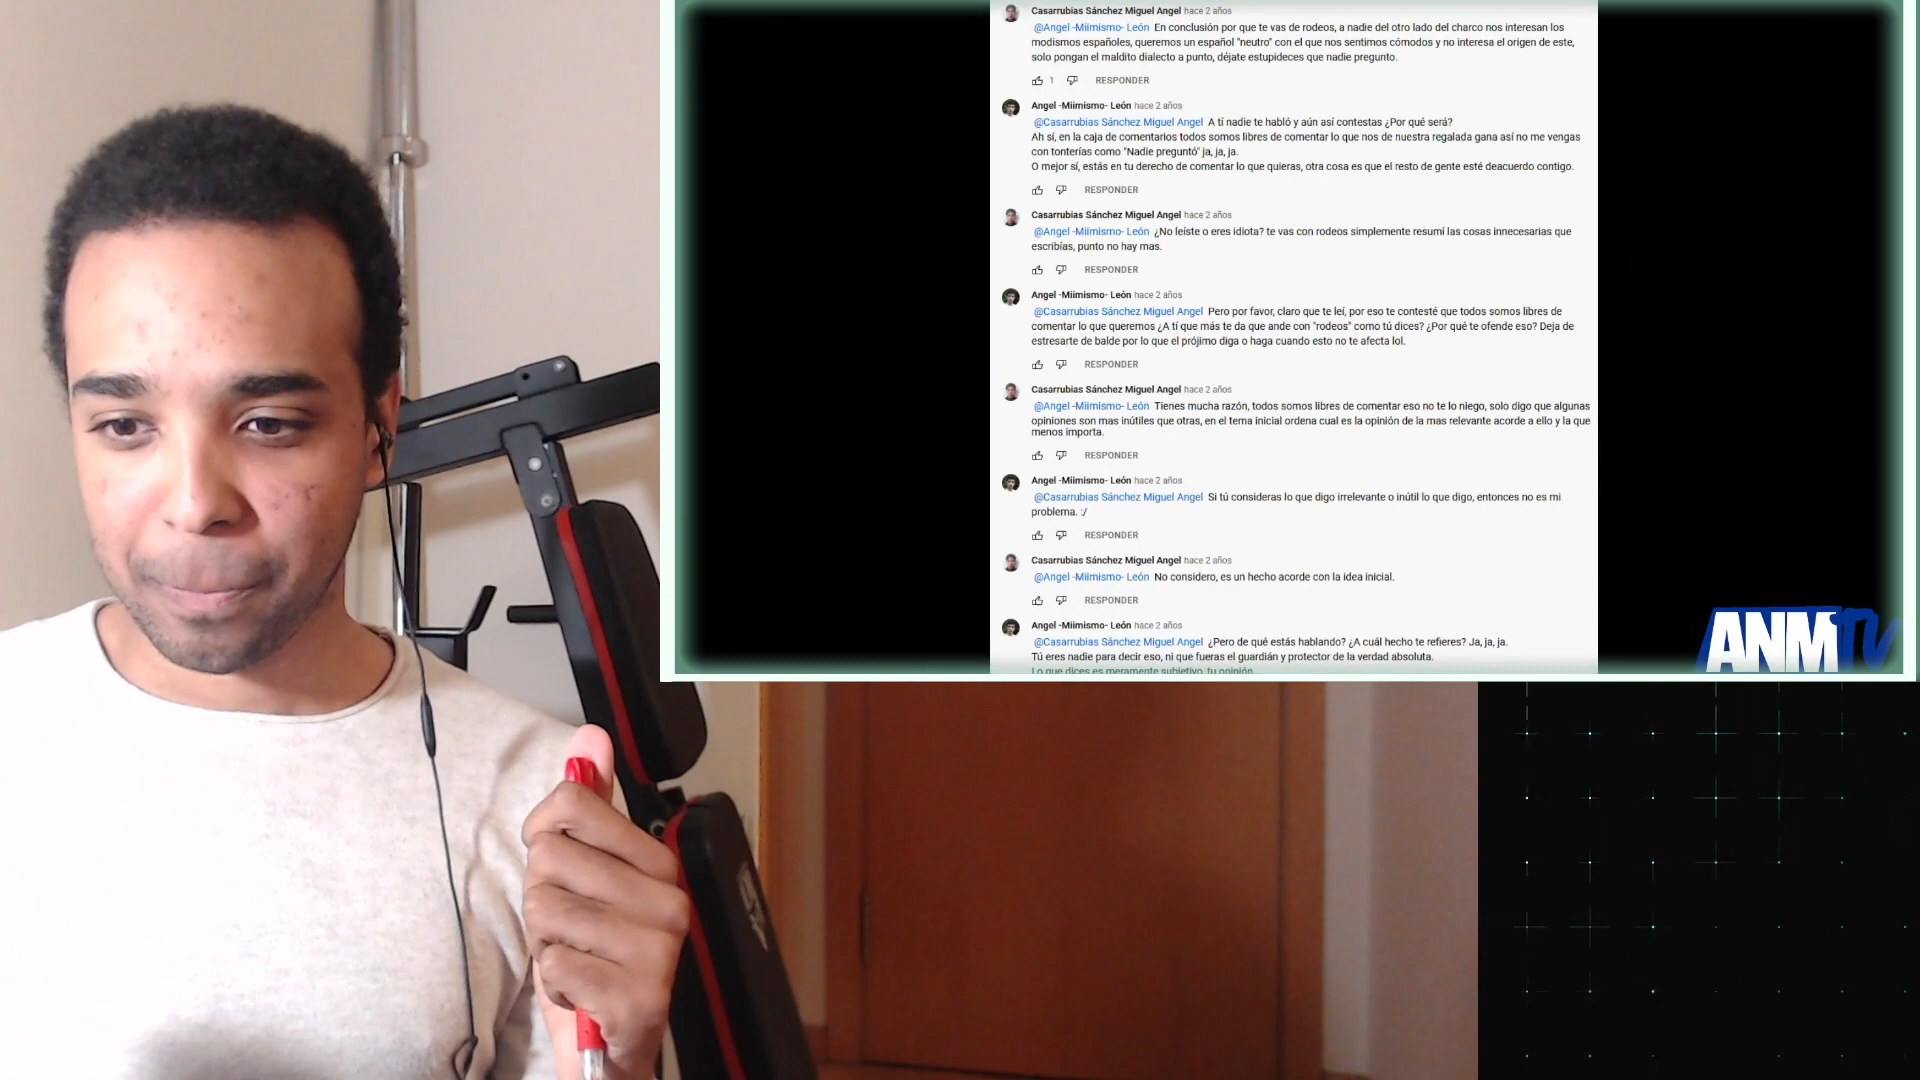 Casarrubias Sánchez Miguel Angel hace 2 años
@Angel -Miimismo- León En conclusión por que te vas de rodeos, a nadie del otro lado del charco nos interesan los
modismos españoles, queremos un español "neutro" con el que nos sentimos cómodos y no interesa el origen de este,
solo pongan el maldito dialecto a punto, déjate estupideces que nadie pregunto.
1 RESPONDER
Angel -Miimismo- León hace 2 años
@Casarrubias Sánchez Miguel Angel A tí nadie te habló y aún así contestas ¿Por qué será?
Ah sí, en la caja de comentarios todos somos libres de comentar lo que nos de nuestra regalada gana así no me vengas
con tonterías como "Nadie preguntó" ja, ja, ja.
O mejor sí, estás en tu derecho de comentar lo que quieras, otra cosa es que el resto de gente esté deacuerdo contigo.
RESPONDER
Casarrubias Sánchez Miguel Angel hace 2 años
@Angel -Miimismo- León ¿No leíste o eres idiota? te vas con rodeos simplemente resumí las cosas innecesarias que
escribías, punto no hay mas.
RESPONDER
Angel -Miimismo- León hace 2 años
@Casarrubias Sánchez Miguel Angel Pero por favor, claro que te leí, por eso te contesté que todos somos libres de
comentar lo que queremos ¿A tí que más te da que ande con "rodeos" como tú dices? ¿Por qué te ofende eso? Deja de
estresarte de balde por lo que el prójimo diga o haga cuando esto no te afecta lol.
RESPONDER
Casarrubias Sánchez Miguel Angel hace 2 años
@Angel -Miimismo- León Tienes mucha razón, todos somos libres de comentar eso no te lo niego, solo digo que algunas
opiniones son mas inútiles que otras, en el tema inicial ordena cual es la opinión de la mas relevante acorde a ello y la que
menos importa.
RESPONDER
Angel -Miimismo- León hace 2 años
@Casarrubias Sánchez Miguel Angel Si tú consideras lo que digo irrelevante o inútil lo que digo, entonces no es mi
problema. :/
RESPONDER
Casarrubias Sánchez Miguel Angel hace 2 años
@Angel -Miimismo- León No considero, es un hecho acorde con la idea inicial.
RESPONDER
Angel -Miimismo- León hace 2 años
@Casarrubias Sánchez Miguel Angel ¿Pero de qué estás hablando? ¿A cuál hecho te refieres? Ja, ja, ja.
Tú eres nadie para decir eso, ni que fueras el guardián y protector de la verdad absoluta.
Lo que dices es meramente subjetivo, tu opinión.
ANMTV